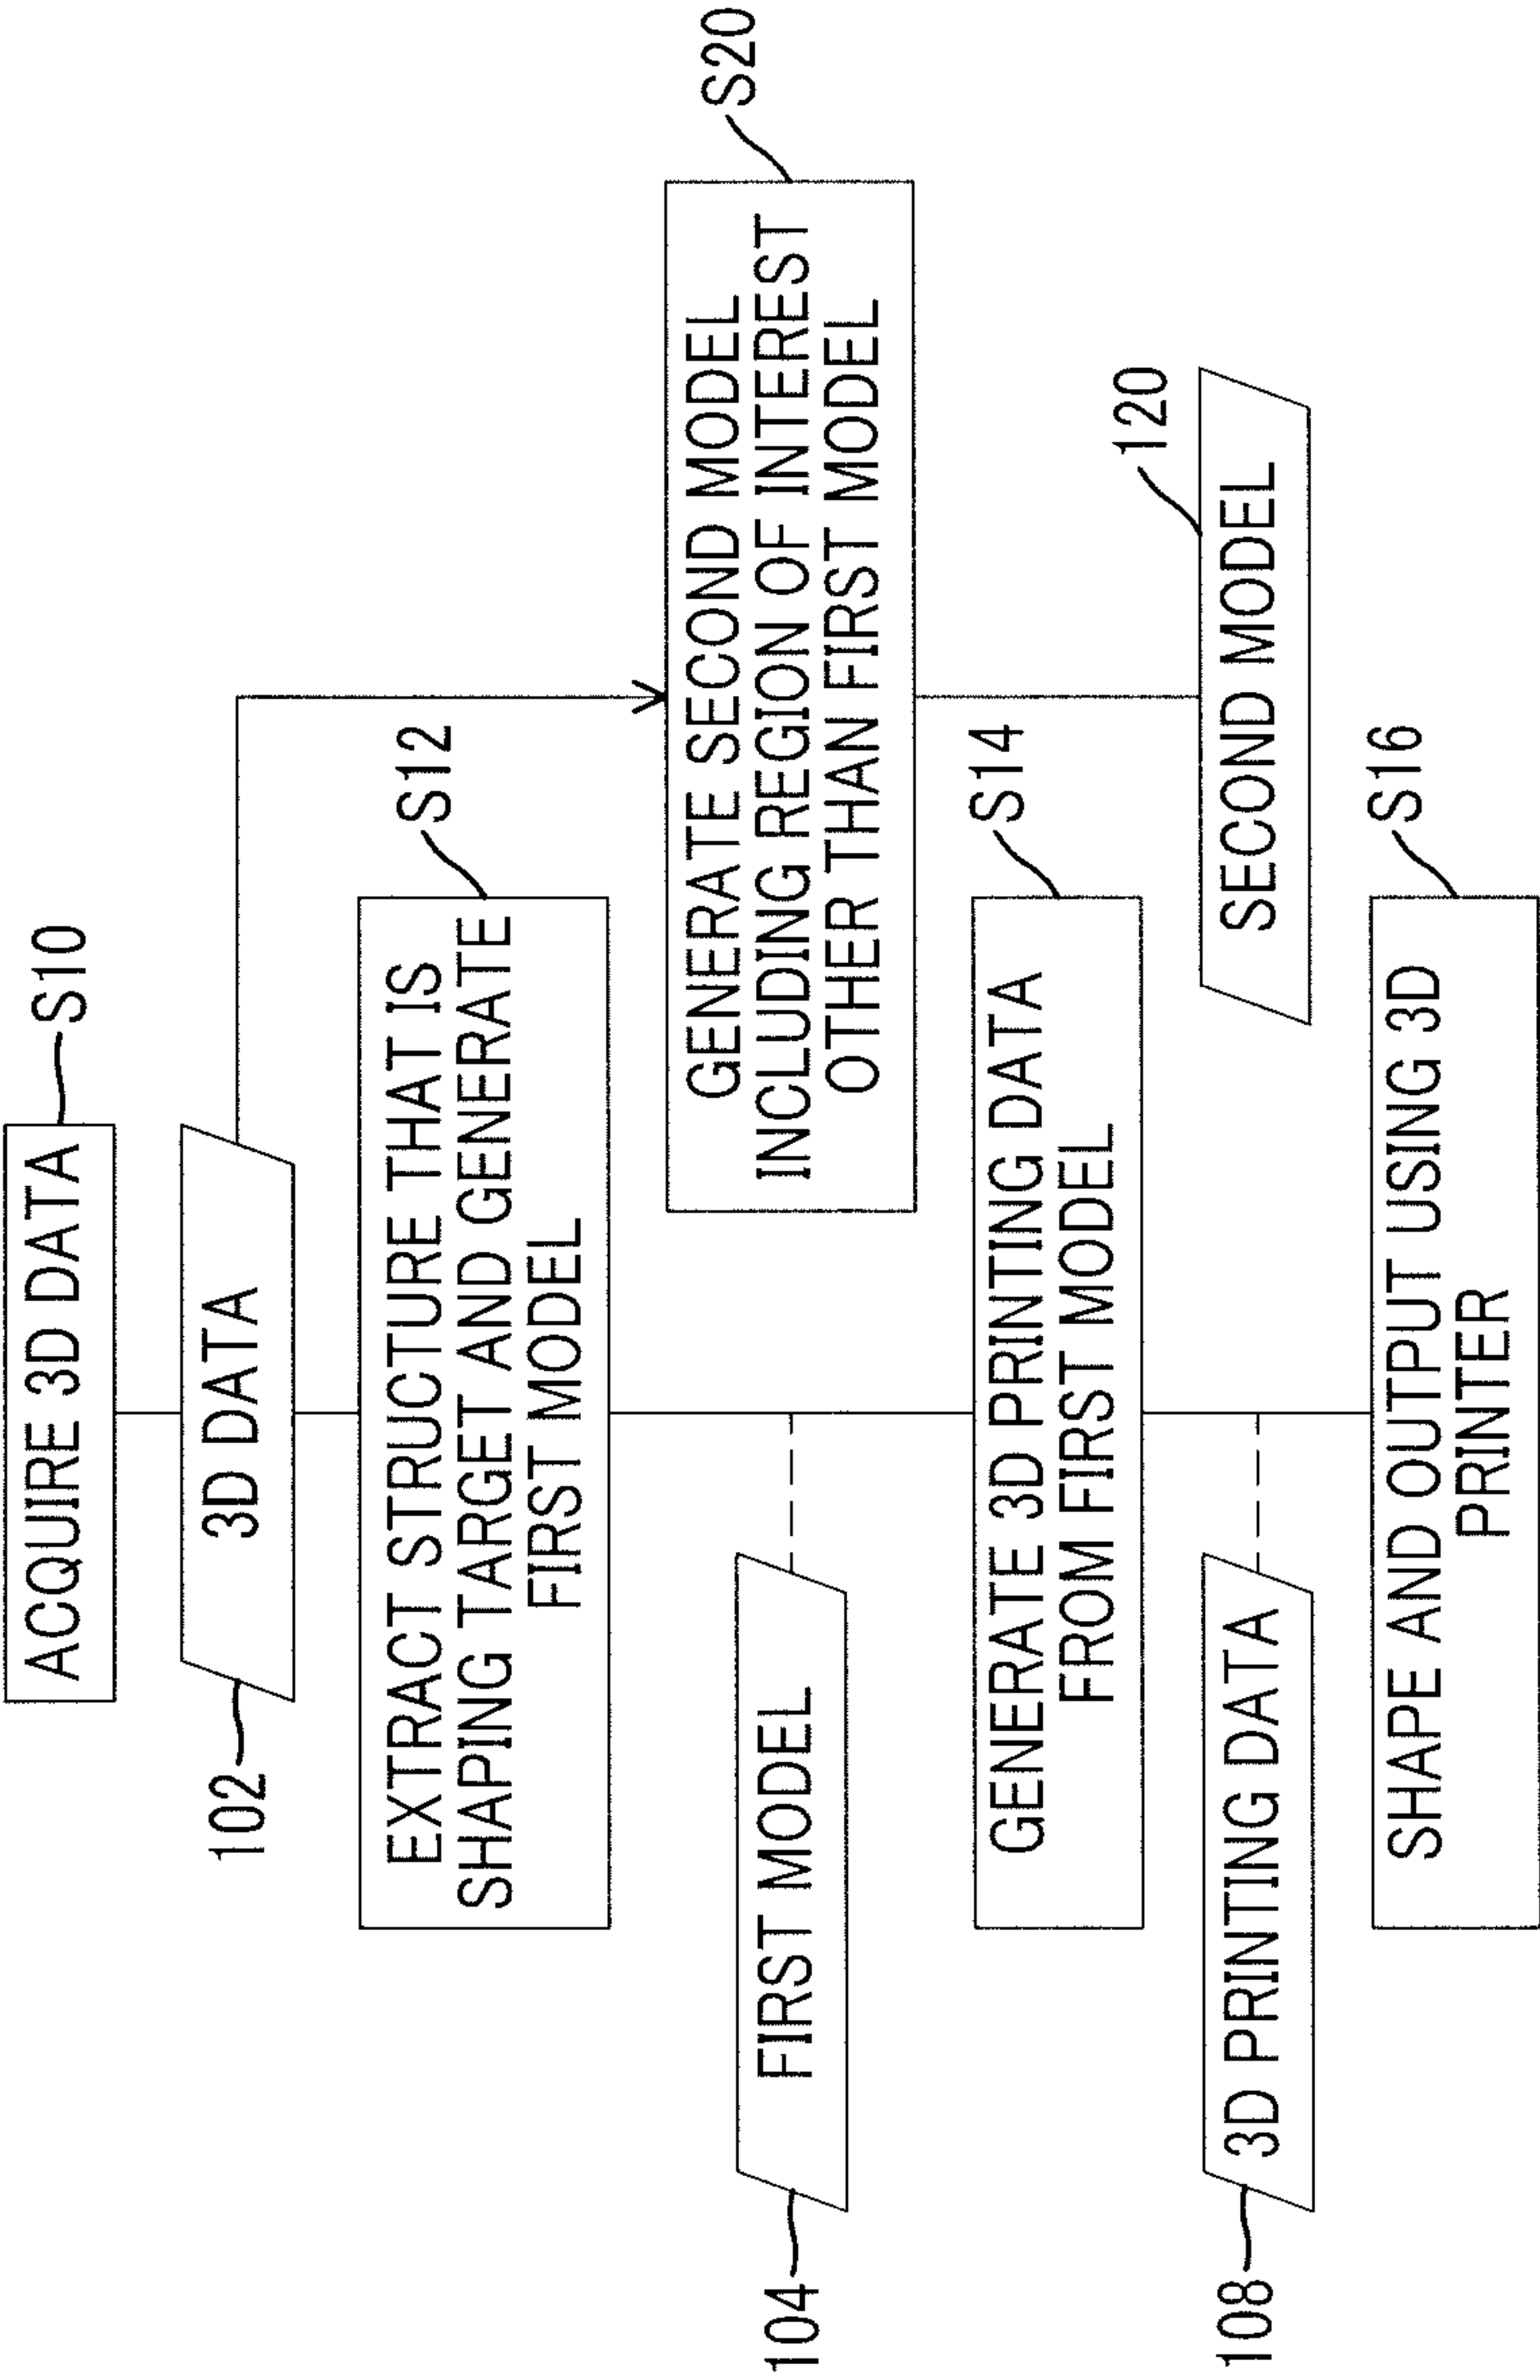 S10
ACQUIRE 3D DATA
102
3D DATA
S12
EXTRACT STRUCTURE THAT IS
SHAPING TARGET AND GENERATE
FIRST MODEL
S20
GENERATE SECOND MODEL
INCLUDING REGION OF INTEREST
OTHER THAN FIRST MODEL
104
FIRST MODEL
S14
GENERATE 3D PRINTING DATA
FROM FIRST MODEL
120
SECOND MODEL
108
3D PRINTING DATA
S16
SHAPE AND OUTPUT USING 3D
PRINTER